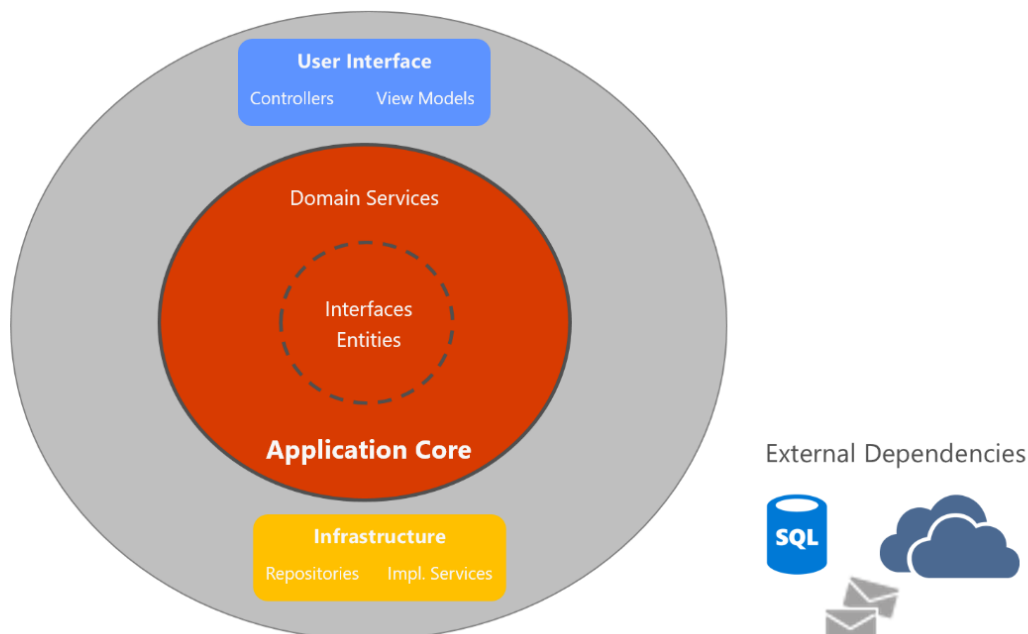 User Interface
Controllers View Models
Domain Services
Interfaces
Entities
Application Core
External Dependencies
SQL
Infrastructure
Repositories Impl. Services